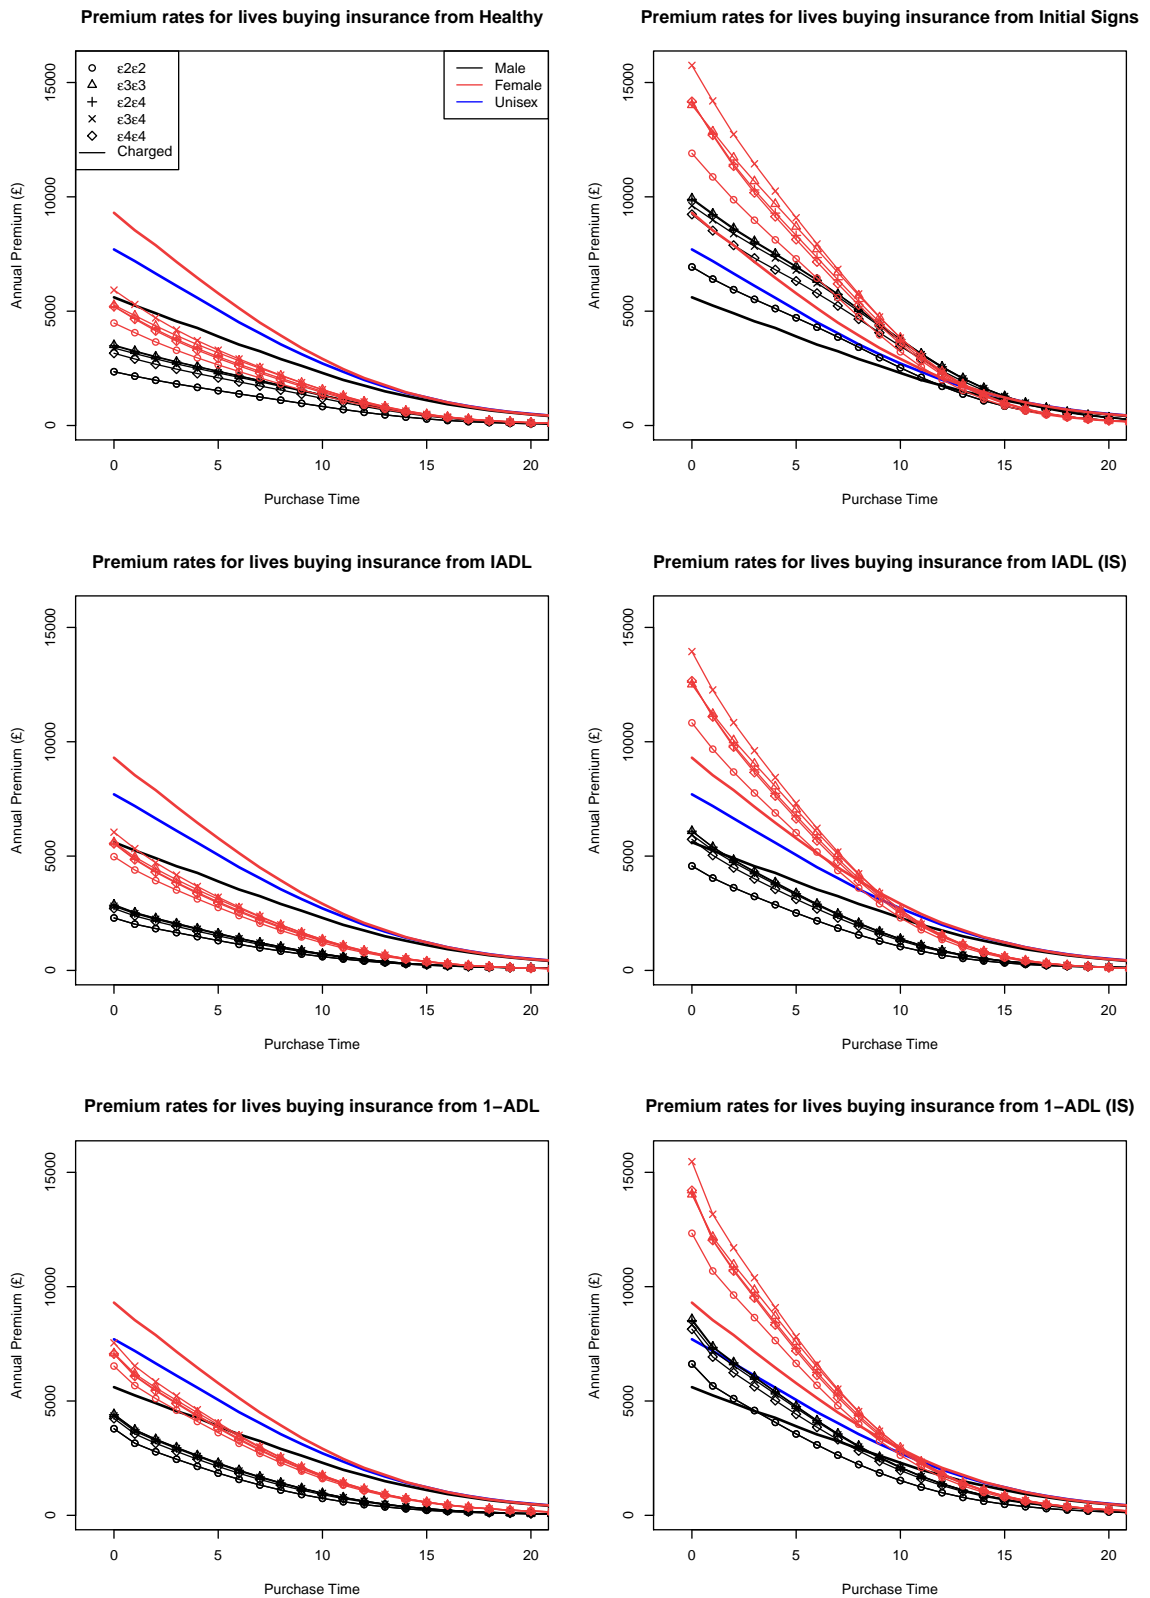 Premium rates for lives buying insurance from Healthy
Annual Premium (£)
15000
10000
5000
0
ε2ε2
ε3ε3
ε2ε4
ε3ε4
ε4ε4
Charged
Male
Female
Unisex
0 5 10 15 20
Purchase Time
Premium rates for lives buying insurance from Initial Signs
Annual Premium (£)
15000
10000
5000
0
0 5 10 15 20
Purchase Time
Premium rates for lives buying insurance from IADL
Annual Premium (£)
15000
10000
5000
0
0 5 10 15 20
Purchase Time
Premium rates for lives buying insurance from IADL (IS)
Annual Premium (£)
15000
10000
5000
0
0 5 10 15 20
Purchase Time
Premium rates for lives buying insurance from 1−ADL
Annual Premium (£)
15000
10000
5000
0
0 5 10 15 20
Purchase Time
Premium rates for lives buying insurance from 1−ADL (IS)
Annual Premium (£)
15000
10000
5000
0
0 5 10 15 20
Purchase Time